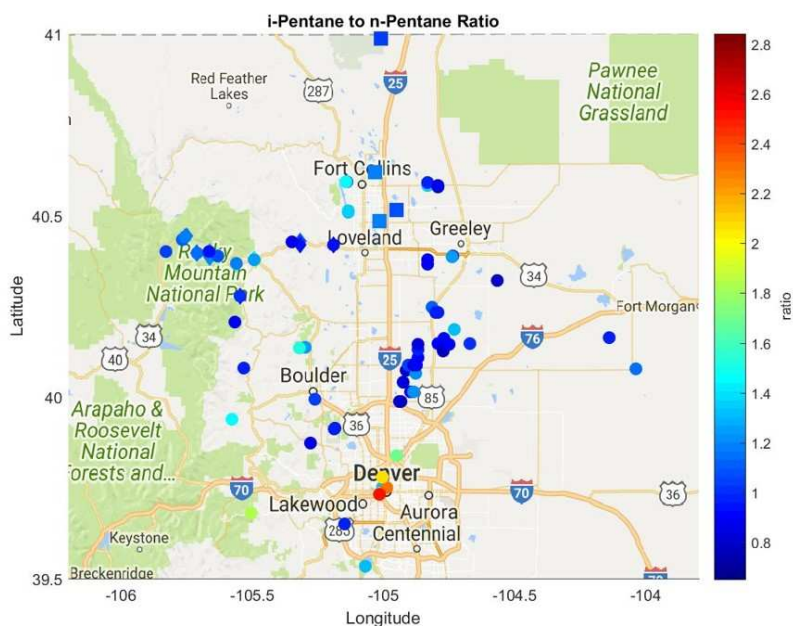 i-Pentane to n-Pentane Ratio
41
40.5
40
39.5
Latitude
-106
-105.5
-105
-104.5
-104
Longitude
2.8
2.6
2.4
2.2
2
1.8
1.6
1.4
1.2
1
0.8
ratio
Red Feather
Lakes
287
25
Pawnee
National
Grassland
Fort Collins
Greeley
Loveland
Mountain
National Park
34
Fort Morgan
34
40
25
76
Boulder
85
36
Arapaho &
Roosevelt
National
Forests and...
Denver
70
Lakewood
Aurora
70
36
285
Centennial
Keystone
Breckenridge
70